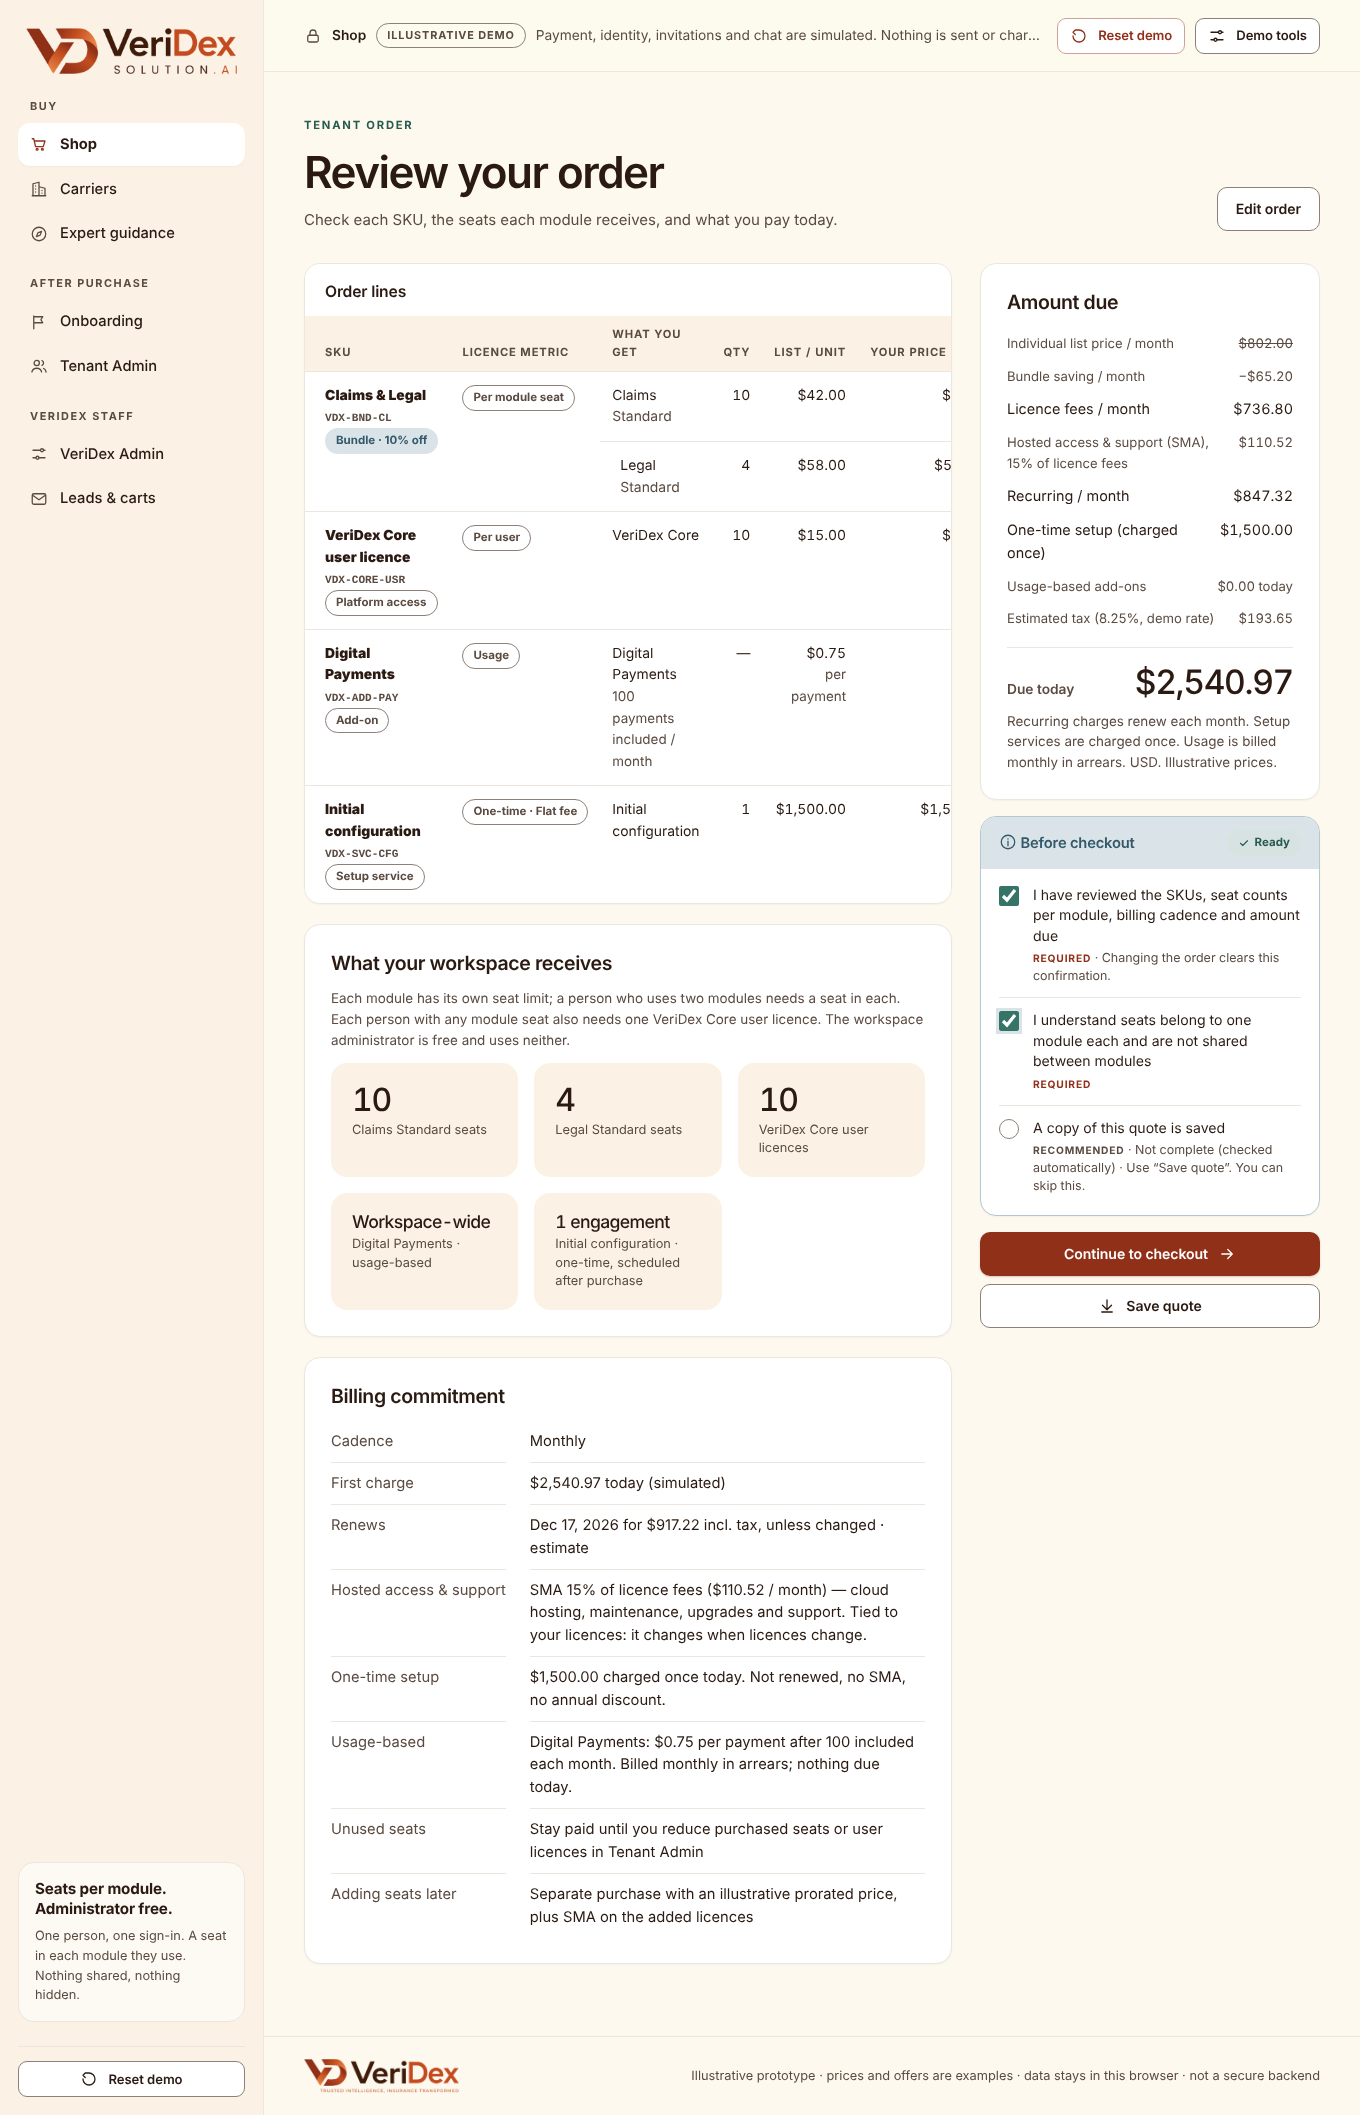 VeriDex
SOLUTION.AI
BUY
Shop
Carriers
Expert guidance
AFTER PURCHASE
Onboarding
Tenant Admin
VERIDEX STAFF
VeriDex Admin
Leads & carts
Seats per module.
Administrator free.
One person, one sign-in. A seat
in each module they use.
Nothing shared, nothing
hidden.
Reset demo
Shop ILLUSTRATIVE DEMO Payment, identity, invitations and chat are simulated. Nothing is sent or char... Reset demo Demo tools
TENANT ORDER
Review your order
Check each SKU, the seats each module receives, and what you pay today.
Edit order
Order lines
WHAT YOU
SKU LICENCE METRIC GET QTY LIST / UNIT YOUR PRICE
Claims & Legal Per module seat Claims 10 $42.00 $
VDX-BND-CL Standard
Bundle · 10% off
Legal 4 $58.00 $5
Standard
VeriDex Core Per user VeriDex Core 10 $15.00 $
user licence
VDX-CORE-USR
Platform access
Digital Usage Digital — $0.75
Payments Payments per
VDX-ADD-PAY 100 payment
Add-on payments
included /
month
Initial One-time · Flat fee Initial 1 $1,500.00 $1,5
configuration configuration
VDX-SVC-CFG
Setup service
What your workspace receives
Each module has its own seat limit; a person who uses two modules needs a seat in each.
Each person with any module seat also needs one VeriDex Core user licence. The workspace
administrator is free and uses neither.
10
Claims Standard seats
4
Legal Standard seats
10
VeriDex Core user
licences
Workspace-wide
Digital Payments ·
usage-based
1 engagement
Initial configuration ·
one-time, scheduled
after purchase
Billing commitment
Cadence Monthly
First charge $2,540.97 today (simulated)
Renews Dec 17, 2026 for $917.22 incl. tax, unless changed ·
estimate
Hosted access & support SMA 15% of licence fees ($110.52 / month) — cloud
hosting, maintenance, upgrades and support. Tied to
your licences: it changes when licences change.
One-time setup $1,500.00 charged once today. Not renewed, no SMA,
no annual discount.
Usage-based Digital Payments: $0.75 per payment after 100 included
each month. Billed monthly in arrears; nothing due
today.
Unused seats Stay paid until you reduce purchased seats or user
licences in Tenant Admin
Adding seats later Separate purchase with an illustrative prorated price,
plus SMA on the added licences
Amount due
Individual list price / month $802.00
Bundle saving / month −$65.20
Licence fees / month $736.80
Hosted access & support (SMA), $110.52
15% of licence fees
Recurring / month $847.32
One-time setup (charged $1,500.00
once)
Usage-based add-ons $0.00 today
Estimated tax (8.25%, demo rate) $193.65
Due today $2,540.97
Recurring charges renew each month. Setup
services are charged once. Usage is billed
monthly in arrears. USD. Illustrative prices.
Before checkout Ready
I have reviewed the SKUs, seat counts
per module, billing cadence and amount
due
REQUIRED · Changing the order clears this
confirmation.
I understand seats belong to one
module each and are not shared
between modules
REQUIRED
A copy of this quote is saved
RECOMMENDED · Not complete (checked
automatically) · Use “Save quote”. You can
skip this.
Continue to checkout
Save quote
VeriDex
TRUSTED INTELLIGENCE, INSURANCE TRANSFORMED
Illustrative prototype · prices and offers are examples · data stays in this browser · not a secure backend